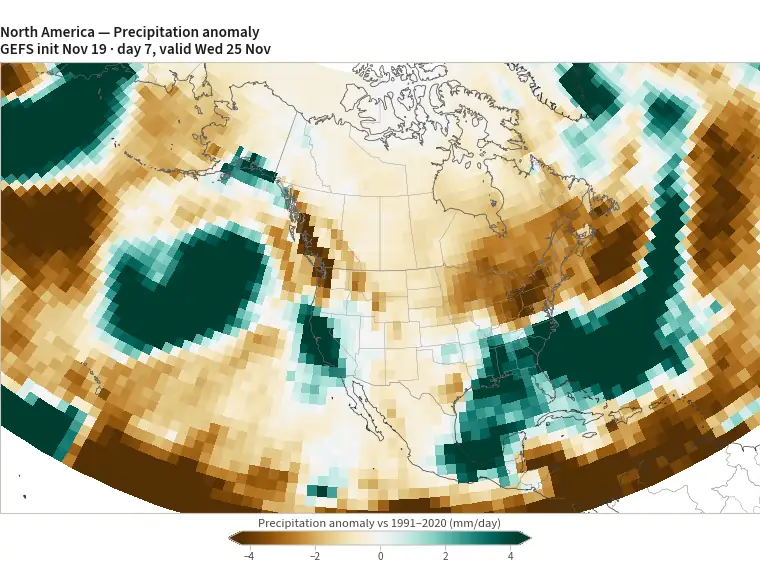 North America — Precipitation anomaly
GEFS init Nov 19 · day 7, valid Wed 25 Nov
Precipitation anomaly vs 1991–2020 (mm/day)
−4 −2 0 2 4